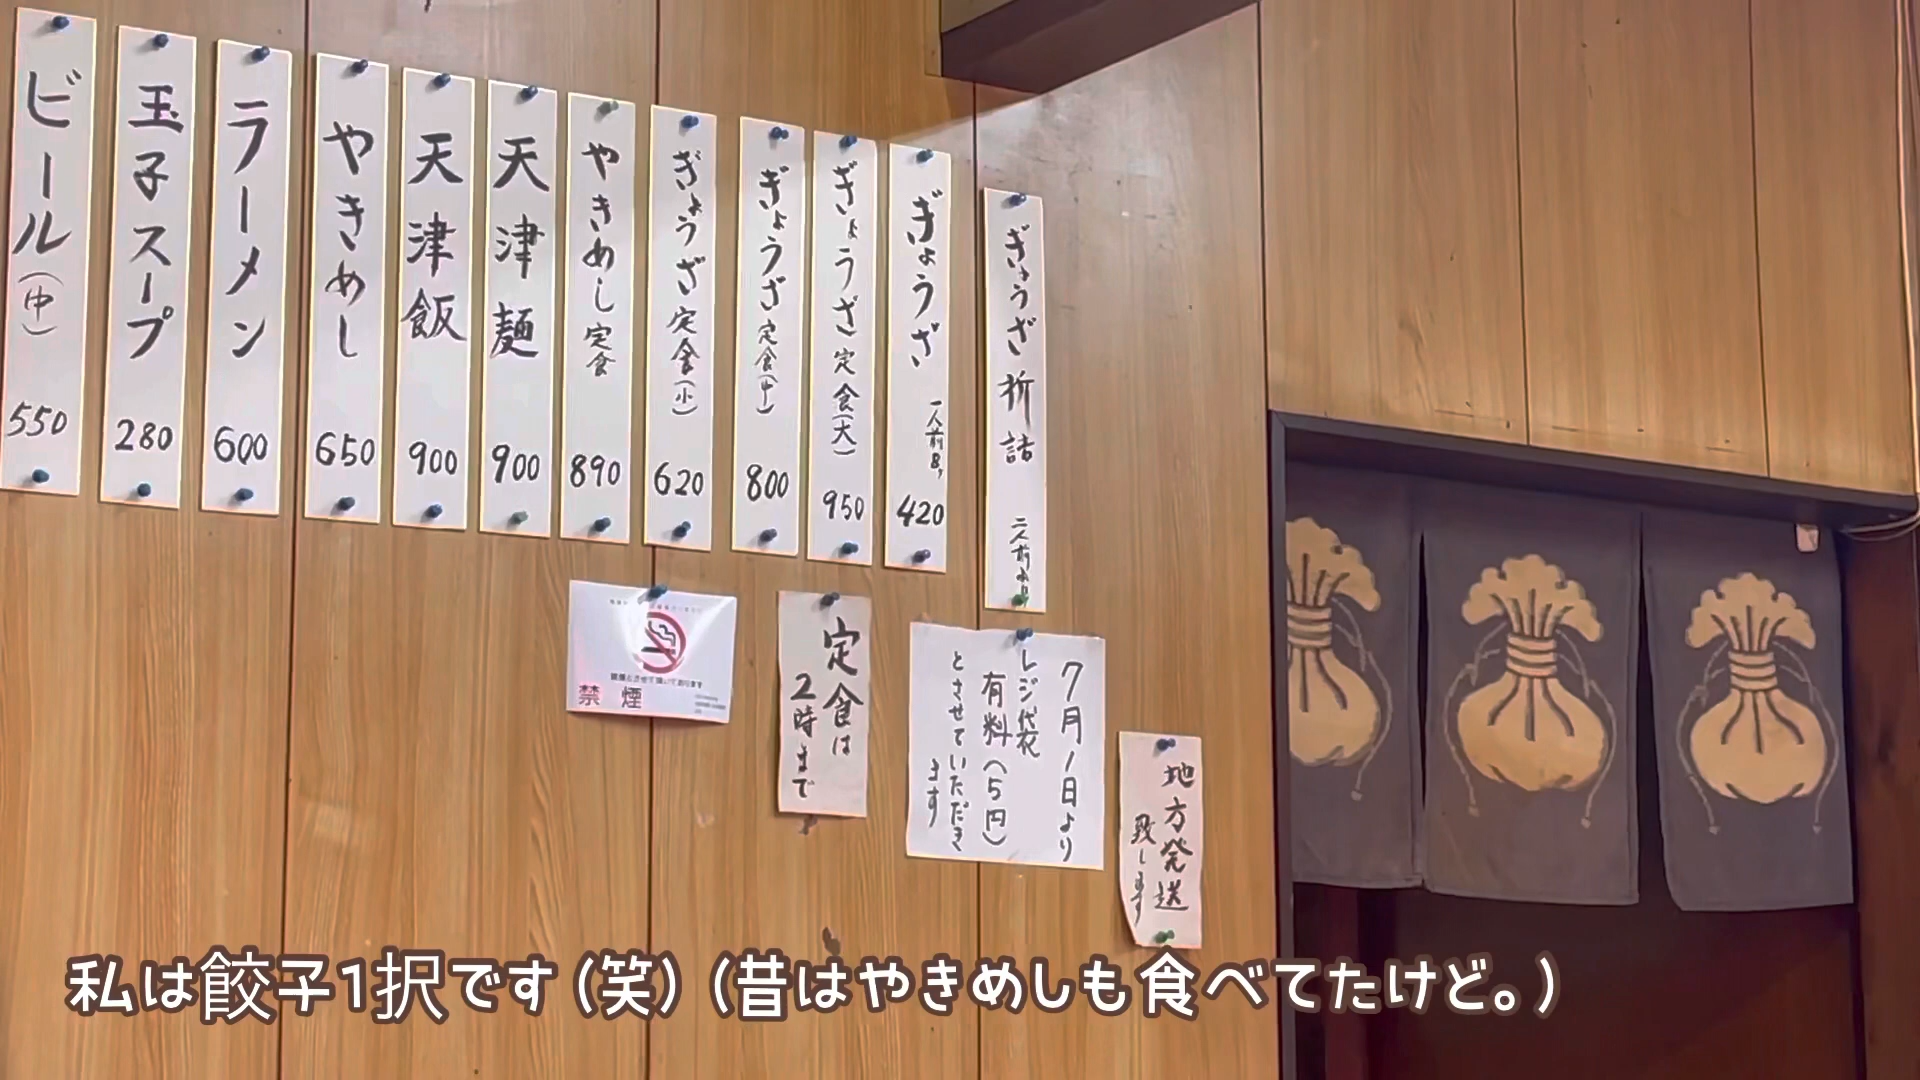 ぎょうざ折詰 二人前より
ぎょうざ 一人前8ヶ 420
ぎょうざ定食(大) 950
ぎょうざ定食(中) 800
ぎょうざ定食(小) 620
やきめし定食 890
天津麺 900
天津飯 900
やきめし 650
ラーメン 600
玉子スープ 280
ビール(中) 550
禁煙
定食は
2時まで
7月1日より
レジ袋
有料(5円)
とさせていただき
ます
地方発送
致します
私は餃子1択です(笑)(昔はやきめしも食べてたけど。)